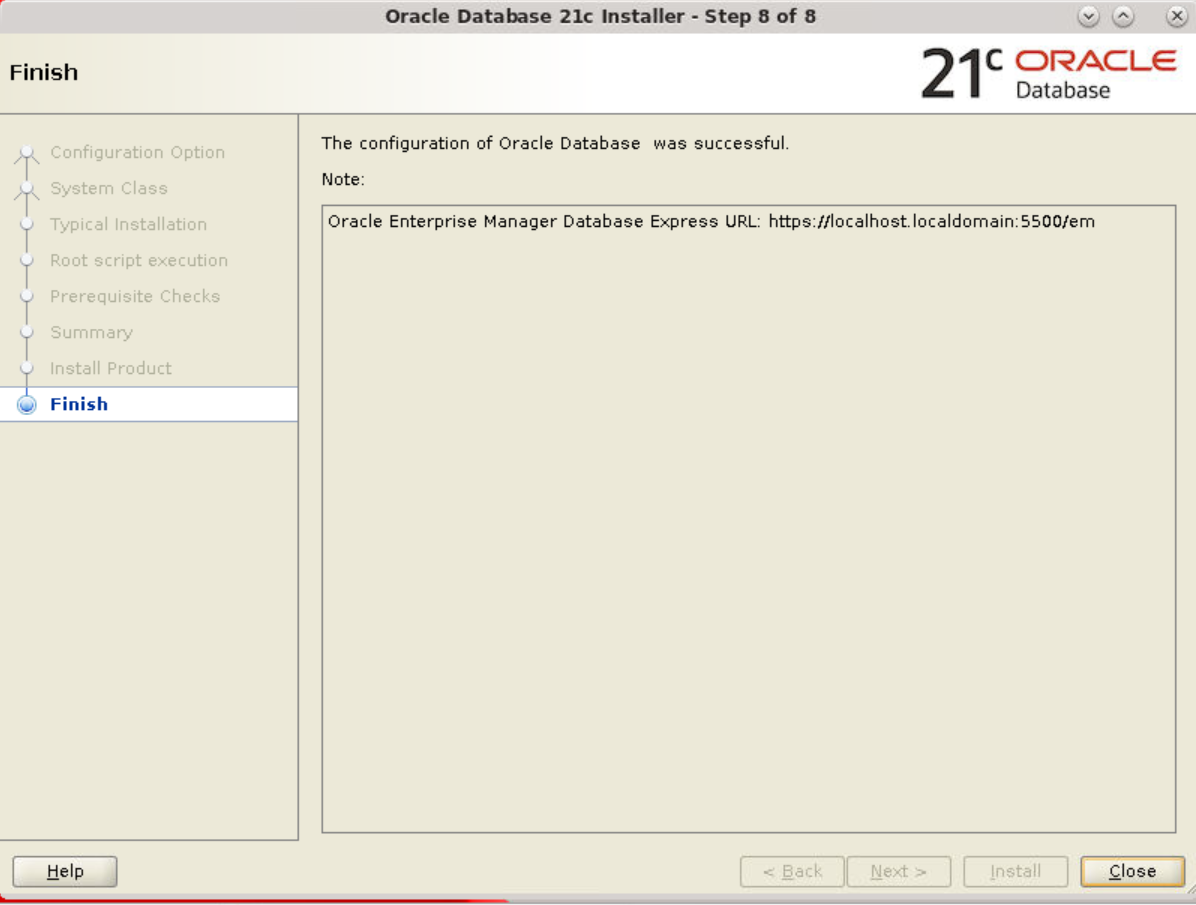 Oracle Database 21c Installer - Step 8 of 8
Finish
21c ORACLE
Database
Configuration Option
System Class
Typical Installation
Root script execution
Prerequisite Checks
Summary
Install Product
Finish
The configuration of Oracle Database  was successful.
Note:
Oracle Enterprise Manager Database Express URL: https://localhost.localdomain:5500/em
Help
< Back
Next >
Install
Close